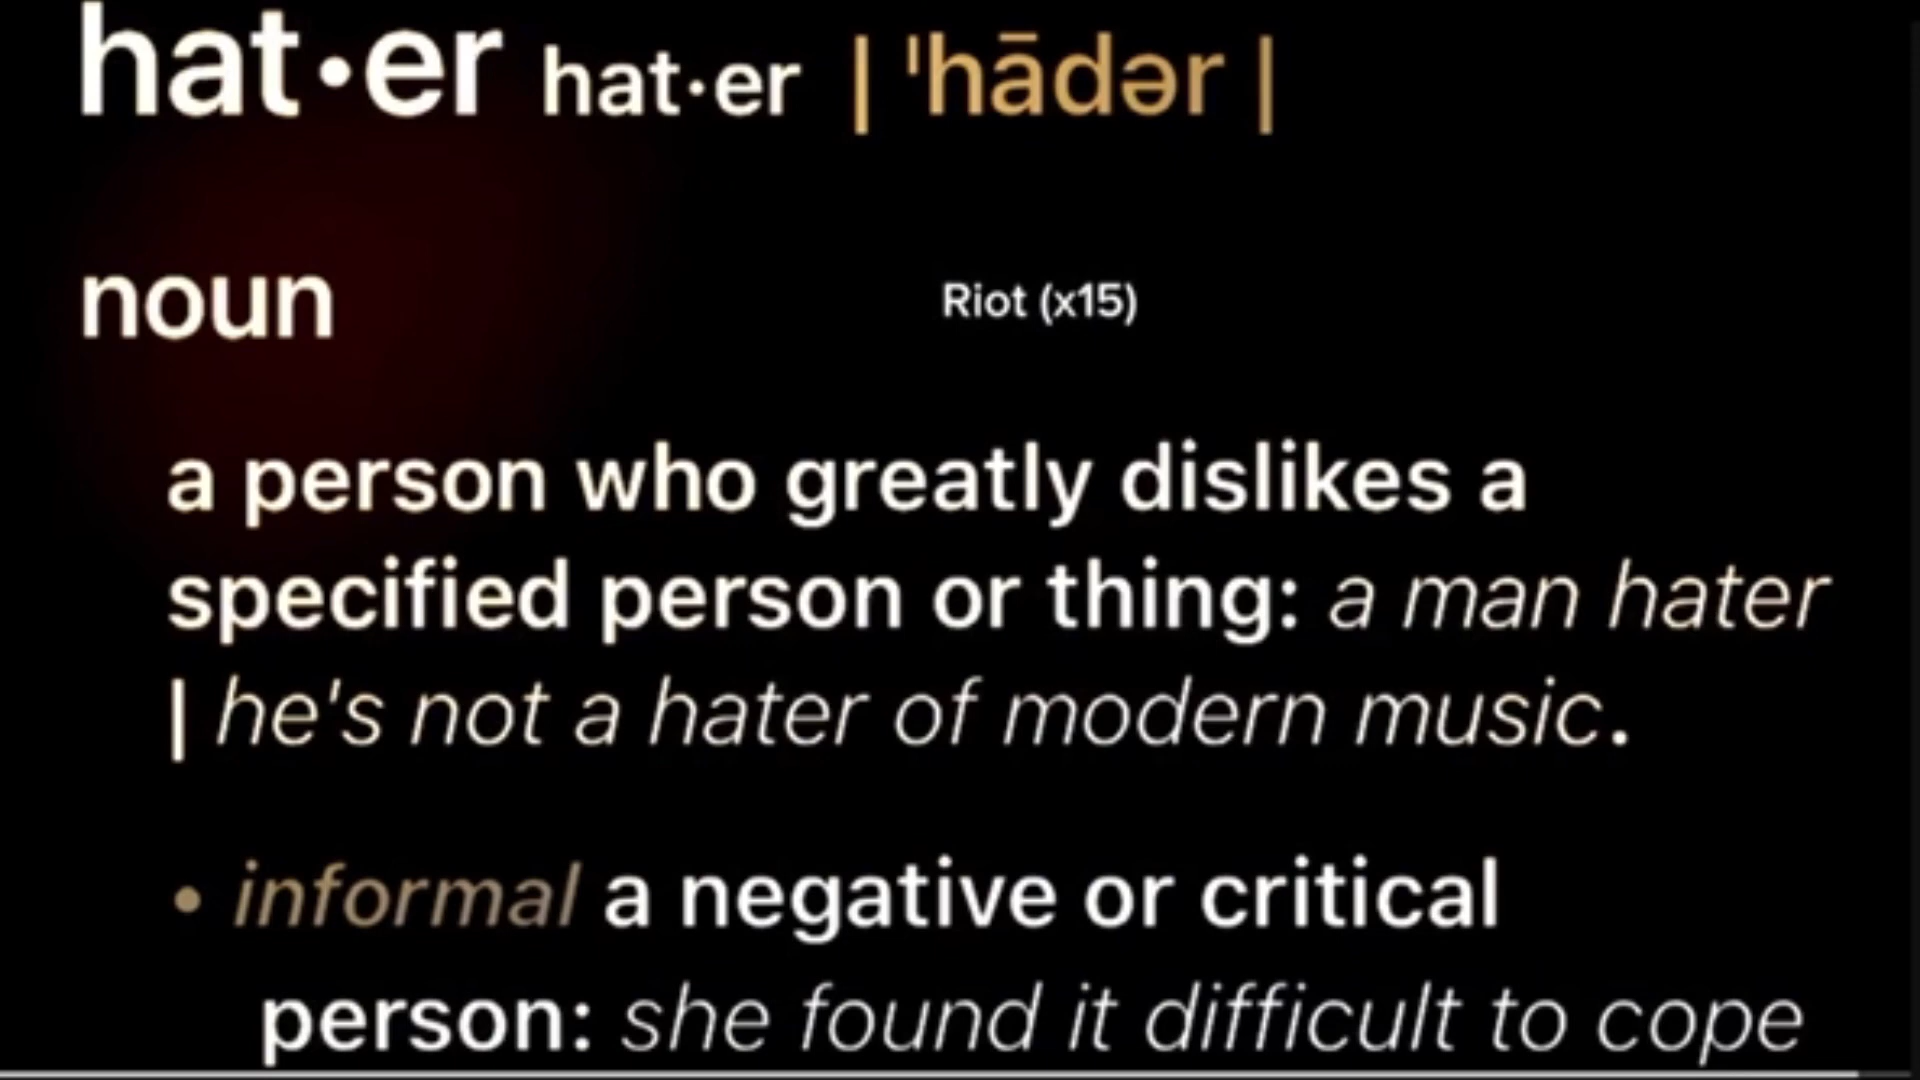 hat•er hat•er | ˈhādər |
noun
Riot (x15)
a person who greatly dislikes a
specified person or thing: a man hater
| he's not a hater of modern music.
• informal a negative or critical
person: she found it difficult to cope